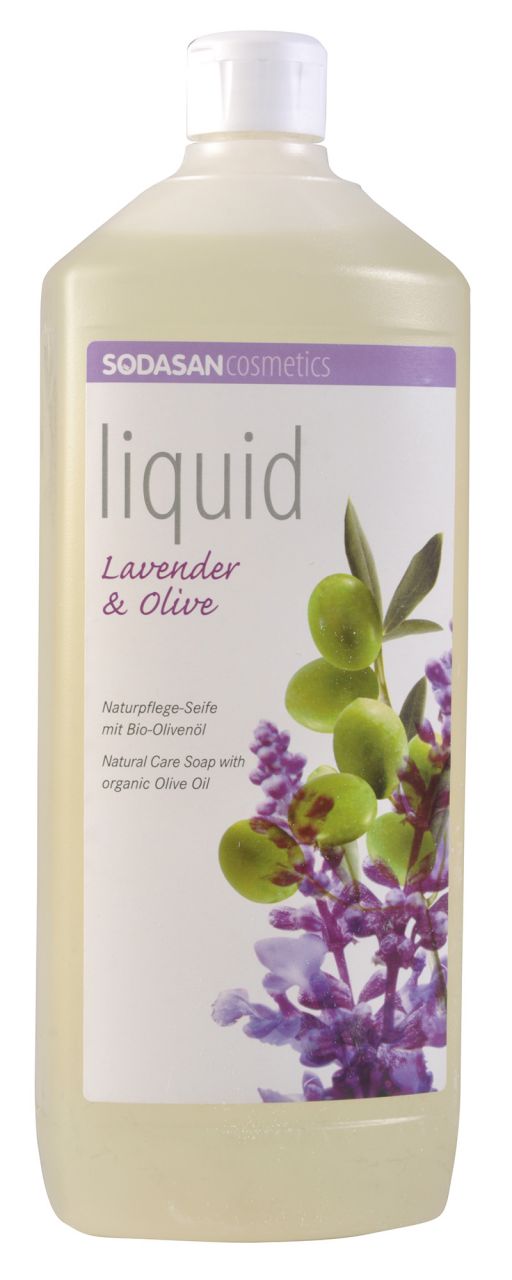 SODASANcosmetics
liquid
Lavender
& Olive
Naturpflege-Seife
mit Bio-Olivenöl
Natural Care Soap with
organic Olive Oil